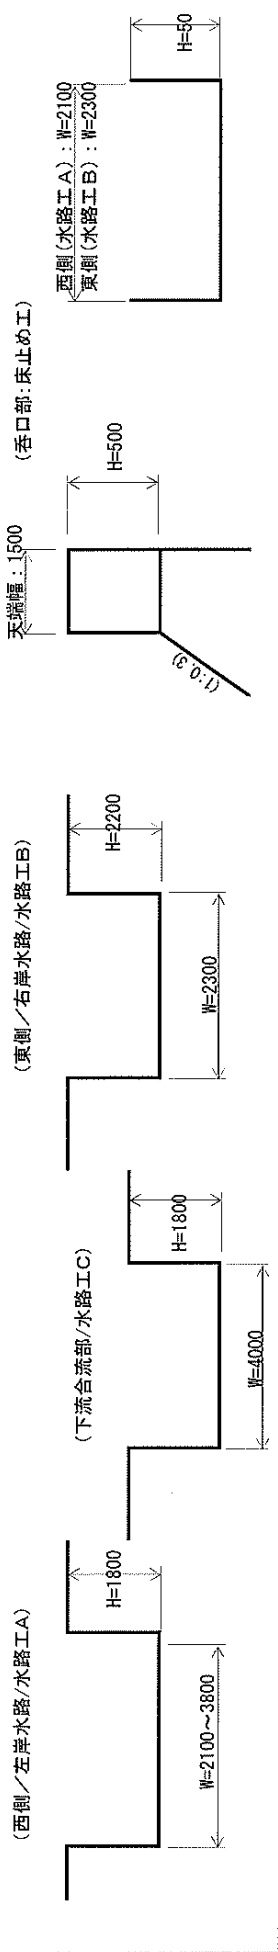 (西側／左岸水路/水路工A)
H=1800
W=2100～3800
(下流合流部/水路工C)
H=1800
W=4000
(東側／右岸水路/水路工B)
H=2200
W=2300
天端幅：1500
H=500
(1:0.3)
(呑口部:床止め工)
西側(水路工A)：W=2100
東側(水路工B)：W=2300
H=50